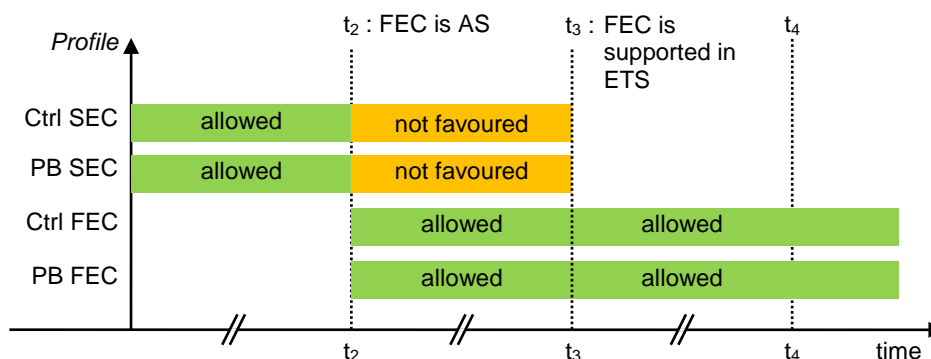 t2 : FEC is AS
t3 : FEC is
supported in
ETS
t4
Profile
Ctrl SEC
allowed
not favoured
PB SEC
allowed
not favoured
Ctrl FEC
allowed
allowed
PB FEC
allowed
allowed
t2
t3
t4
time